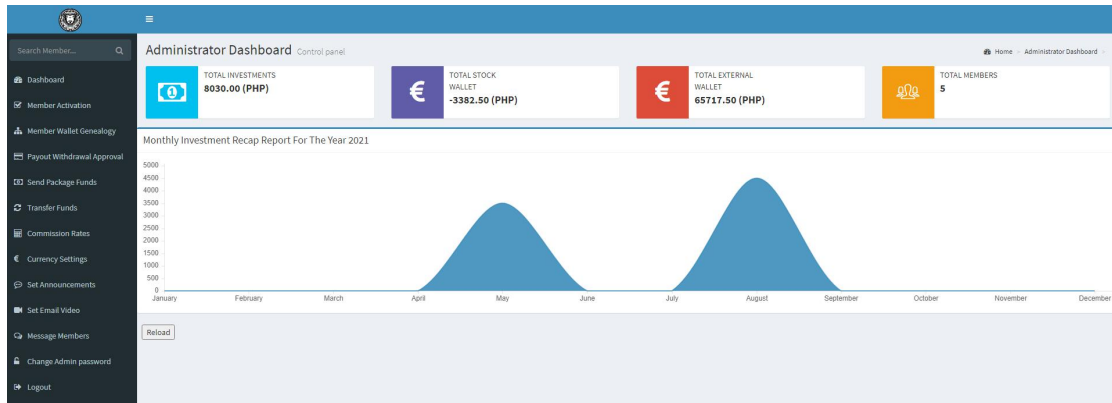 Search Member...
Dashboard
Member Activation
Member Wallet Genealogy
Payout Withdrawal Approval
Send Package Funds
Transfer Funds
Commission Rates
Currency Settings
Set Announcements
Set Email Video
Message Members
Change Admin password
Logout
Administrator Dashboard Control panel
Home > Administrator Dashboard >
TOTAL INVESTMENTS
8030.00 (PHP)
TOTAL STOCK
WALLET
-3382.50 (PHP)
TOTAL EXTERNAL
WALLET
65717.50 (PHP)
TOTAL MEMBERS
5
Monthly Investment Recap Report For The Year 2021
5000
4500
4000
3500
3000
2500
2000
1500
1000
500
0
January February March April May June July August September October November December
Reload